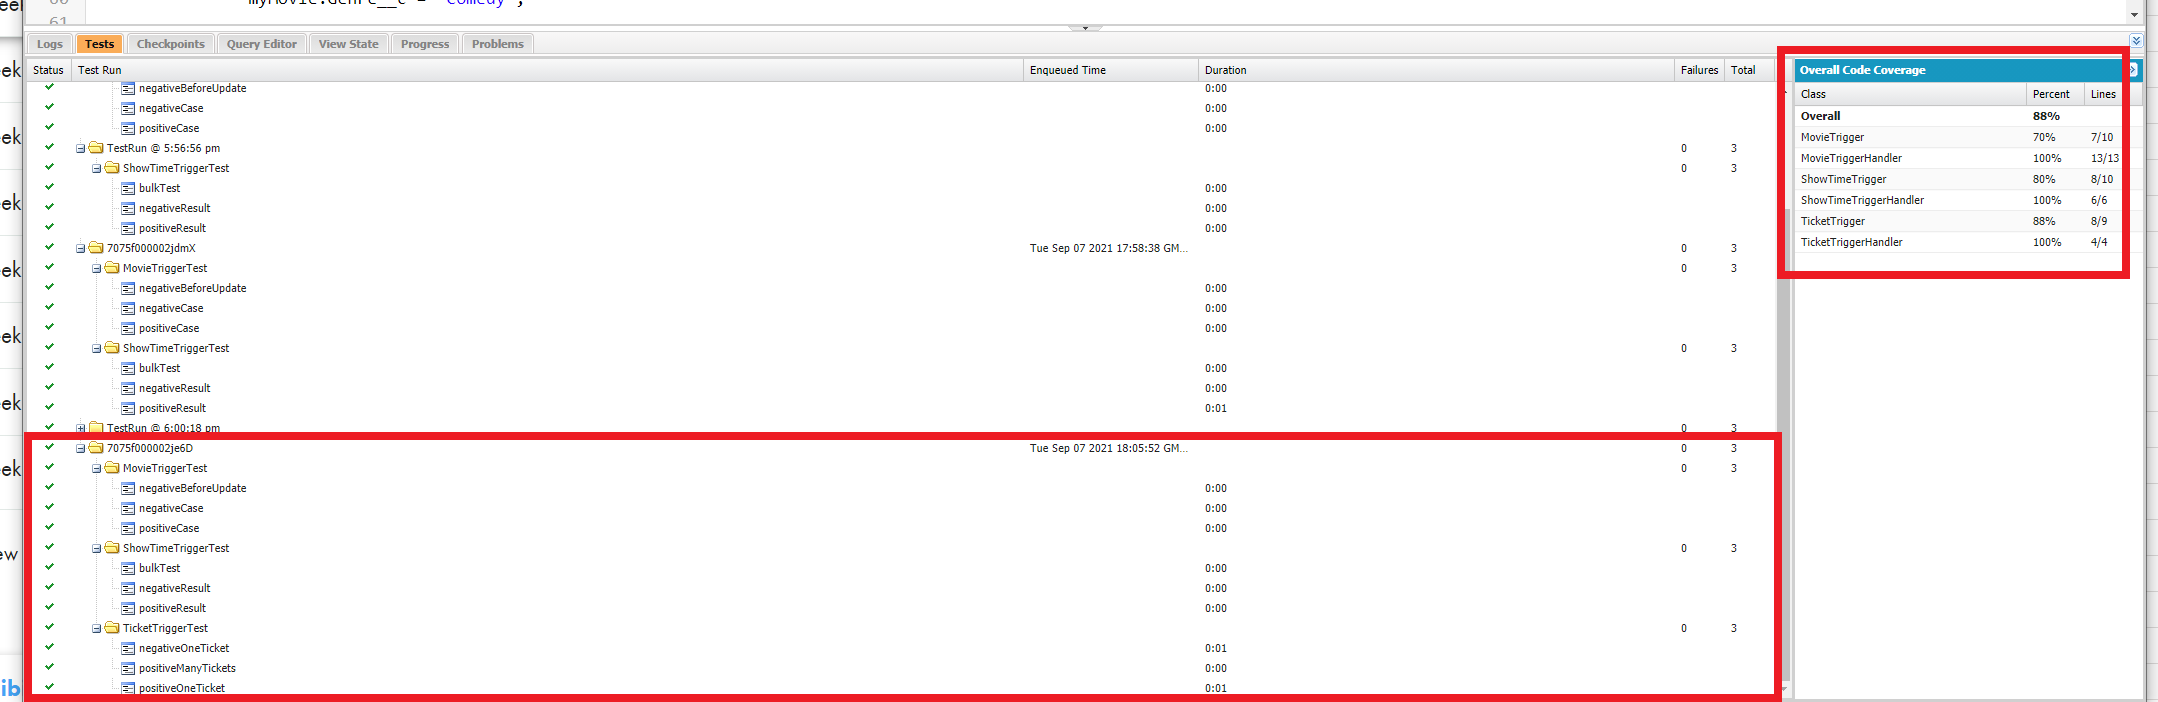 eek
60
myMovie.Genre__c = 'Comedy';
61
Logs Tests Checkpoints Query Editor View State Progress Problems
Status Test Run Enqueued Time Duration Failures Total
negativeBeforeUpdate 0:00
negativeCase 0:00
positiveCase 0:00
TestRun @ 5:56:56 pm 0 3
ShowTimeTriggerTest 0 3
bulkTest 0:00
negativeResult 0:00
positiveResult 0:00
7075f000002jdmX Tue Sep 07 2021 17:58:38 GM... 0 3
MovieTriggerTest 0 3
negativeBeforeUpdate 0:00
negativeCase 0:00
positiveCase 0:00
ShowTimeTriggerTest 0 3
bulkTest 0:00
negativeResult 0:00
positiveResult 0:01
TestRun @ 6:00:18 pm 0 3
7075f000002je6D Tue Sep 07 2021 18:05:52 GM... 0 3
MovieTriggerTest 0 3
negativeBeforeUpdate 0:00
negativeCase 0:00
positiveCase 0:00
ShowTimeTriggerTest 0 3
bulkTest 0:00
negativeResult 0:00
positiveResult 0:00
TicketTriggerTest 0 3
negativeOneTicket 0:01
positiveManyTickets 0:00
positiveOneTicket 0:01
Overall Code Coverage
Class Percent Lines
Overall 88%
MovieTrigger 70% 7/10
MovieTriggerHandler 100% 13/13
ShowTimeTrigger 80% 8/10
ShowTimeTriggerHandler 100% 6/6
TicketTrigger 88% 8/9
TicketTriggerHandler 100% 4/4
eek
eek
eek
eek
eek
eek
eek
ew
ib